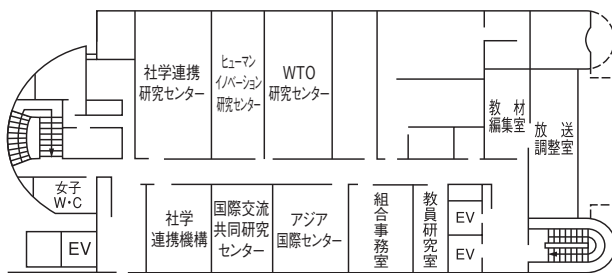 社学連携
研究センター
ヒューマン
イノベーション
研究センター
WTO
研究センター
教材
編集室
放送
調整室
女子
W・C
EV
社学
連携機構
国際交流
共同研究
センター
アジア
国際センター
組合事務室
教員研究室
EV
EV